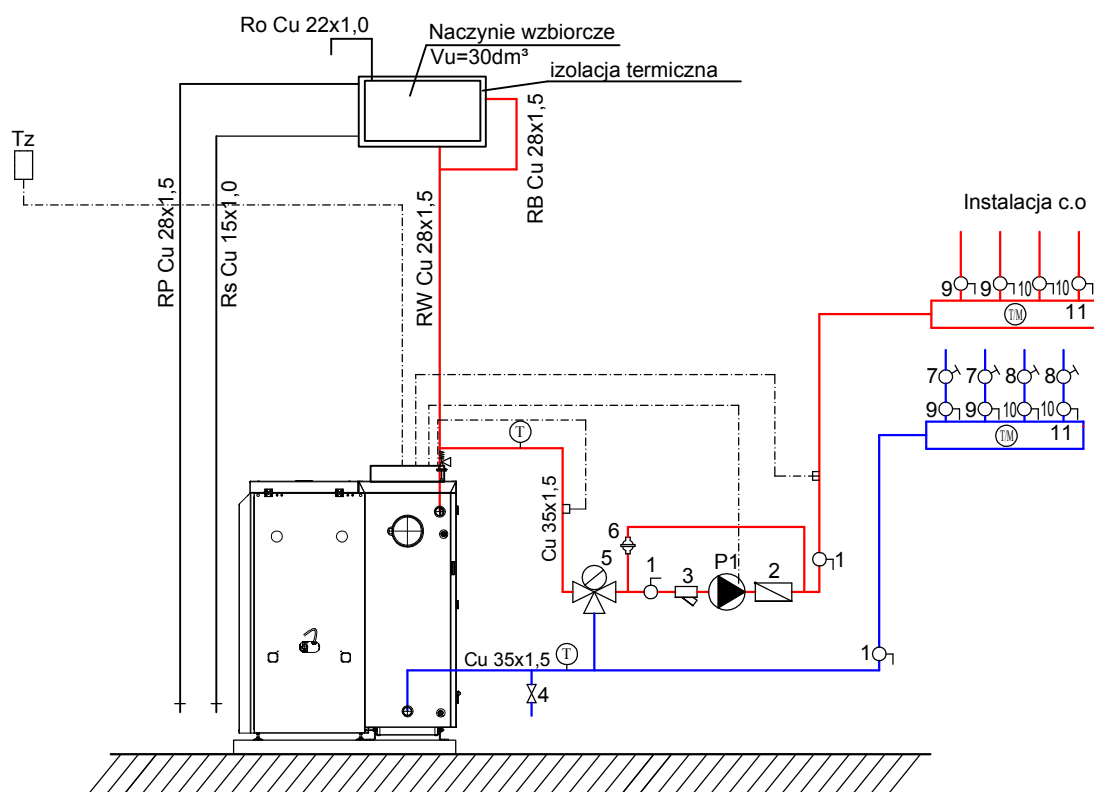 Ro Cu 22x1,0
Naczynie wzbiorcze
Vu=30dm³
izolacja termiczna
Tz
RP Cu 28x1,5
Rs Cu 15x1,0
RW Cu 28x1,5
RB Cu 28x1,5
Instalacja c.o
9 9 10 10
T/M 11
7 7 8 8
9 9 10 10
T/M 11
T
Cu 35x1,5
6
5
1 3 P1 2 1
Cu 35x1,5
T
4
1